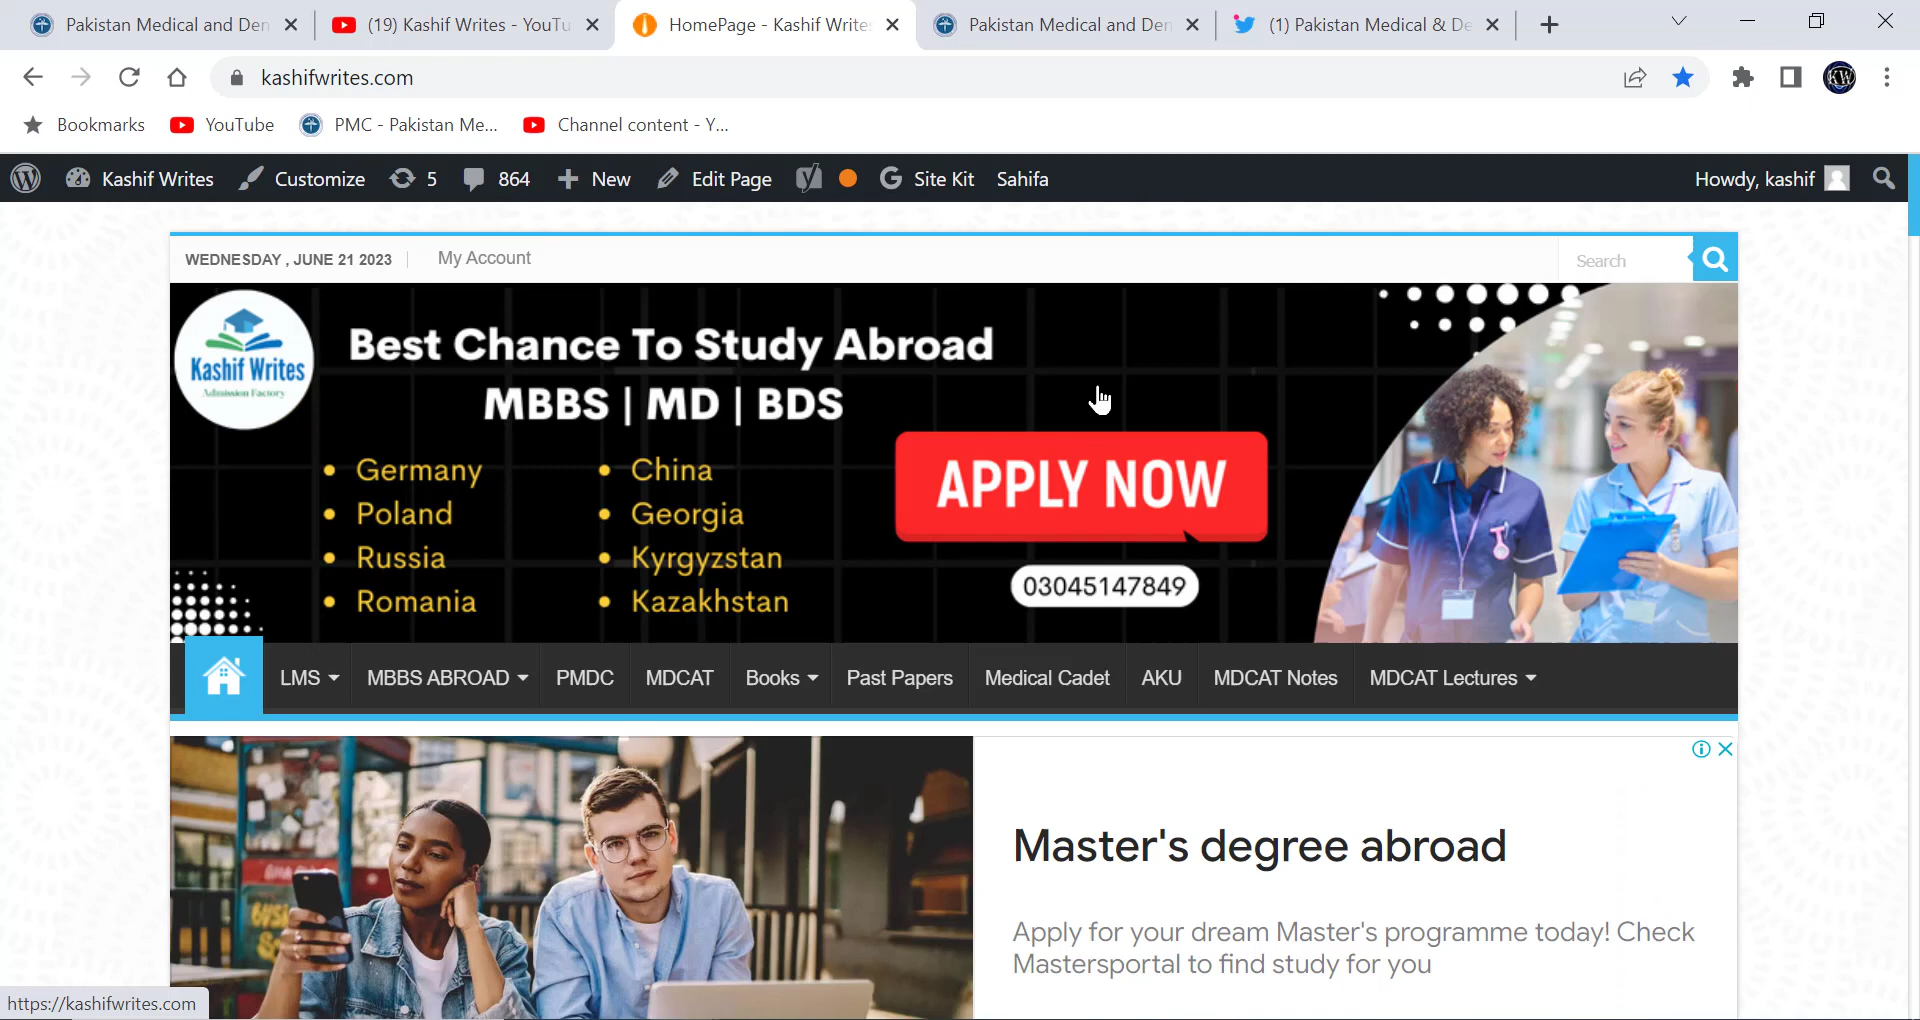 Pakistan Medical and Den
(19) Kashif Writes - YouTu
HomePage - Kashif Writes
Pakistan Medical and Den
(1) Pakistan Medical & De
kashifwrites.com
KW
Bookmarks
YouTube
PMC - Pakistan Me...
Channel content - Y...
Kashif Writes
Customize
5
864
New
Edit Page
Site Kit
Sahifa
Howdy, kashif
WEDNESDAY , JUNE 21 2023
My Account
Search
Kashif Writes
Admission Factory
Best Chance To Study Abroad
MBBS | MD | BDS
• Germany
• Poland
• Russia
• Romania
• China
• Georgia
• Kyrgyzstan
• Kazakhstan
APPLY NOW
03045147849
LMS
MBBS ABROAD
PMDC
MDCAT
Books
Past Papers
Medical Cadet
AKU
MDCAT Notes
MDCAT Lectures
Master's degree abroad
Apply for your dream Master's programme today! Check
Mastersportal to find study for you
https://kashifwrites.com